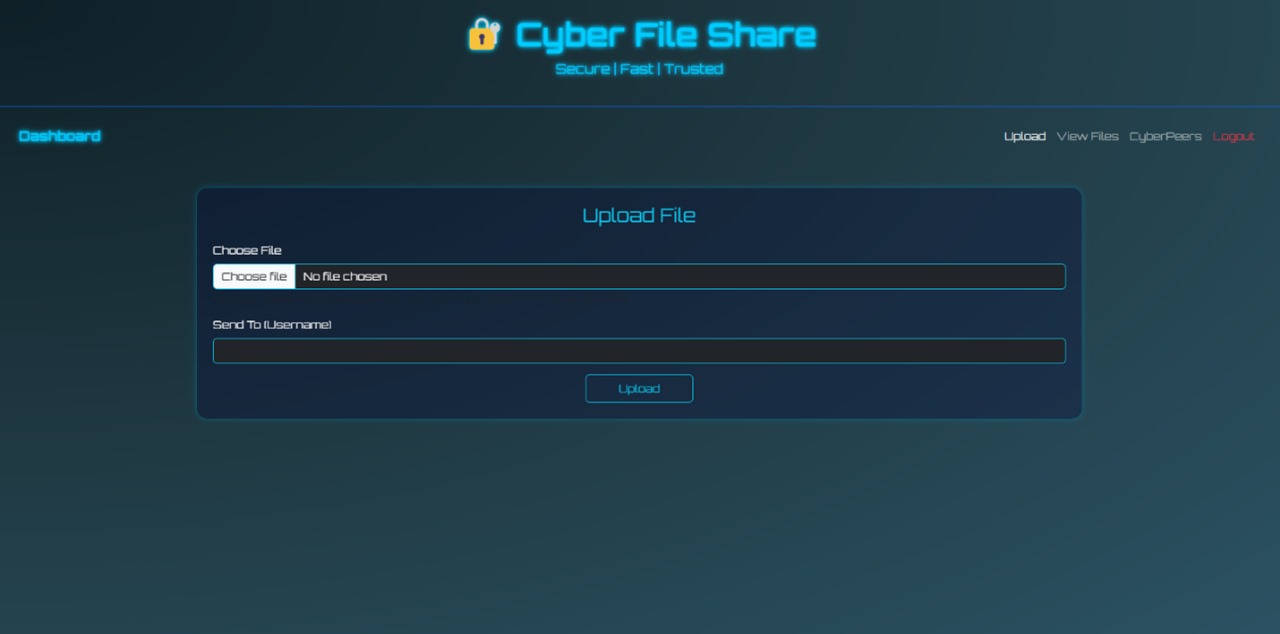 Cyber File Share
Secure | Fast | Trusted
Dashboard
Upload View Files CyberPeers Logout
Upload File
Choose File
Choose file No file chosen
Send To (Username)
Upload